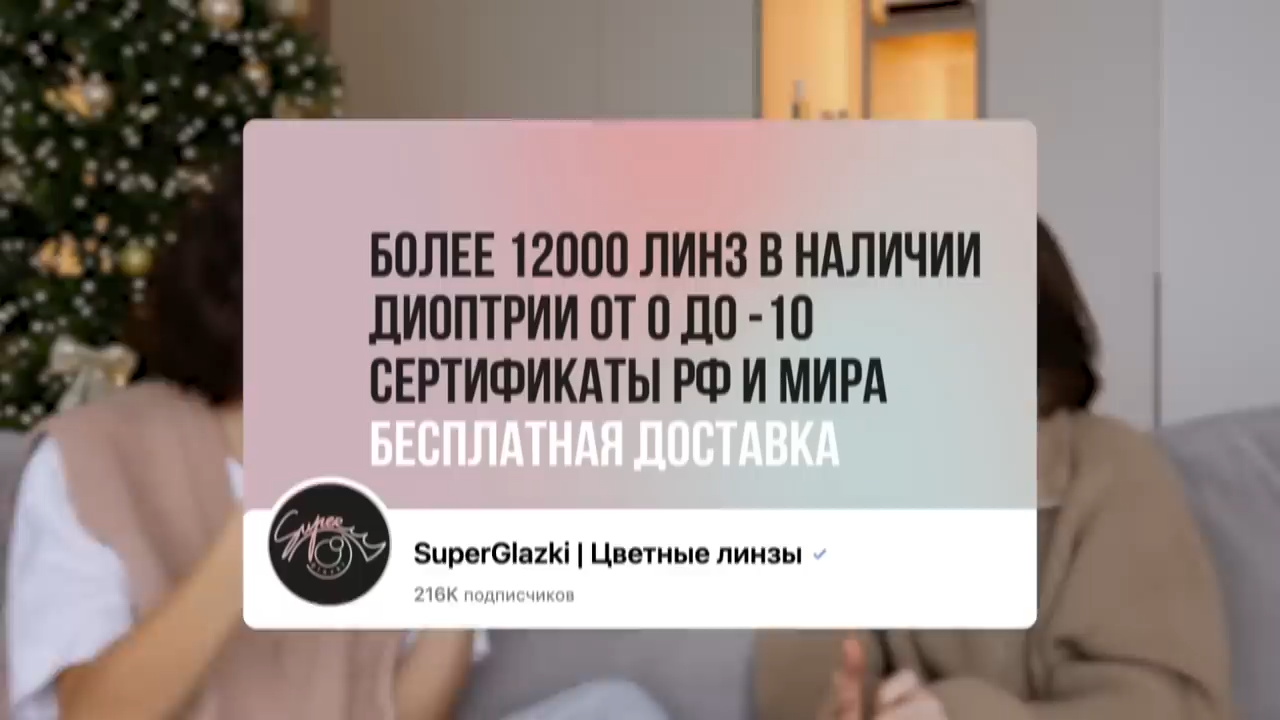 БОЛЕЕ 12000 ЛИНЗ В НАЛИЧИИ
ДИОПТРИИ ОТ 0 ДО -10
СЕРТИФИКАТЫ РФ И МИРА
БЕСПЛАТНАЯ ДОСТАВКА
Super
SuperGlazki | Цветные линзы
216K подписчиков